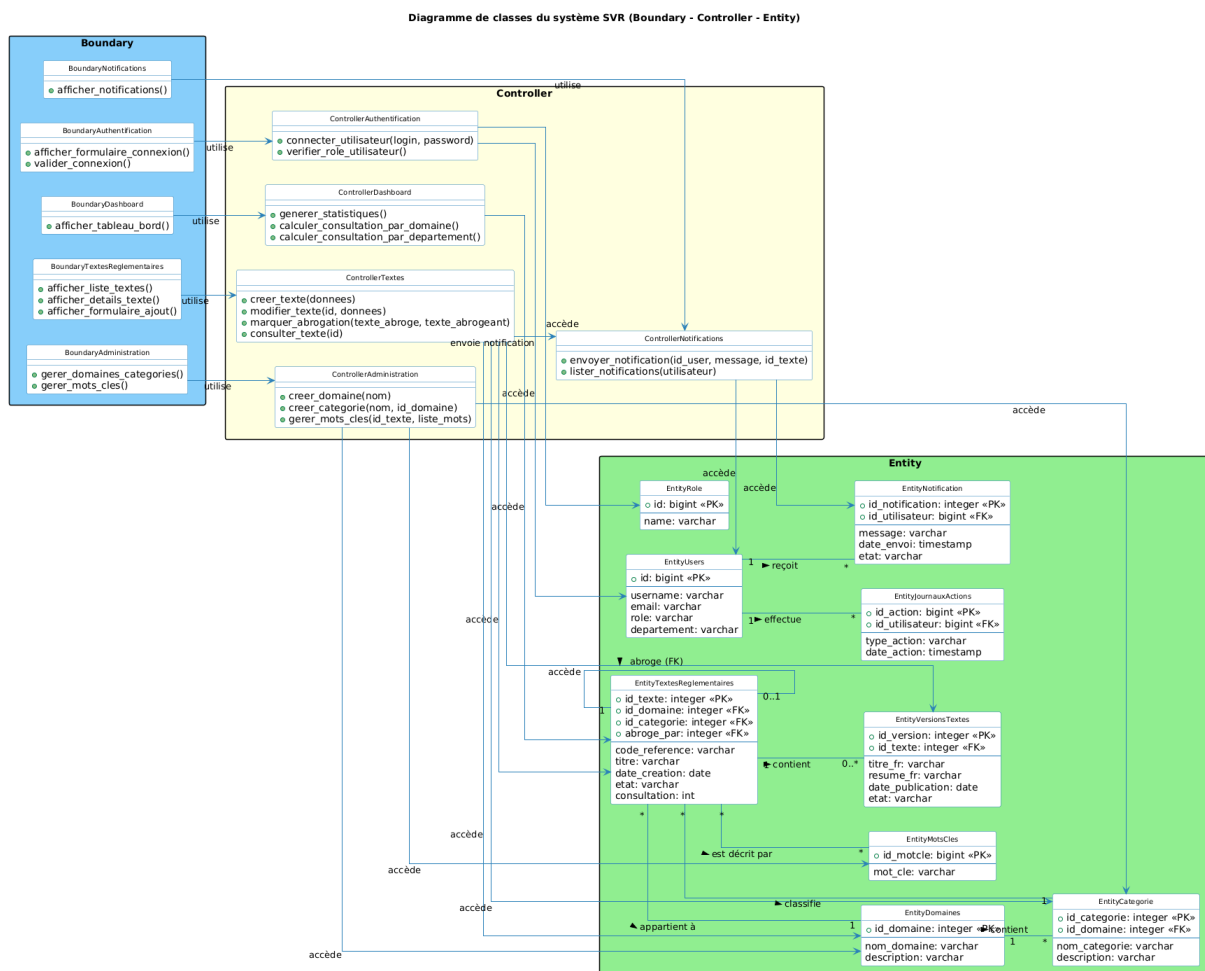 Diagramme de classes du système SVR (Boundary - Controller - Entity)
Boundary
BoundaryNotifications
afficher_notifications()
BoundaryAuthentification
afficher_formulaire_connexion()
valider_connexion()
BoundaryDashboard
afficher_tableau_bord()
BoundaryTextesReglementaires
afficher_liste_textes()
afficher_details_texte()
afficher_formulaire_ajout()
BoundaryAdministration
gerer_domaines_categories()
gerer_mots_cles()
utilise
utilise
utilise
utilise
utilise
Controller
ControllerAuthentification
connecter_utilisateur(login, password)
verifier_role_utilisateur()
ControllerDashboard
generer_statistiques()
calculer_consultation_par_domaine()
calculer_consultation_par_departement()
ControllerTextes
creer_texte(donnees)
modifier_texte(id, donnees)
marquer_abrogation(texte_abroge, texte_abrogeant)
consulter_texte(id)
accède
envoie notification
ControllerNotifications
envoyer_notification(id_user, message, id_texte)
lister_notifications(utilisateur)
ControllerAdministration
creer_domaine(nom)
creer_categorie(nom, id_domaine)
gerer_mots_cles(id_texte, liste_mots)
accède
accède
accède
accède
accède
accède
accède
accède
accède
accède
accède
Entity
EntityRole
id: bigint «PK»
name: varchar
EntityNotification
id_notification: integer «PK»
id_utilisateur: bigint «FK»
message: varchar
date_envoi: timestamp
etat: varchar
EntityUsers
id: bigint «PK»
username: varchar
email: varchar
role: varchar
departement: varchar
1
reçoit
*
EntityJournauxActions
id_action: bigint «PK»
id_utilisateur: bigint «FK»
type_action: varchar
date_action: timestamp
1
effectue
*
abroge (FK)
0..1
1
EntityTextesReglementaires
id_texte: integer «PK»
id_domaine: integer «FK»
id_categorie: integer «FK»
abroge_par: integer «FK»
code_reference: varchar
titre: varchar
date_creation: date
etat: varchar
consultation: int
contient
0..*
EntityVersionsTextes
id_version: integer «PK»
id_texte: integer «FK»
titre_fr: varchar
resume_fr: varchar
date_publication: date
etat: varchar
*
*
*
est décrit par
*
EntityMotsCles
id_motcle: bigint «PK»
mot_cle: varchar
classifie
1
appartient à
1
EntityDomaines
id_domaine: integer «PK»
nom_domaine: varchar
description: varchar
contient
1
*
EntityCategorie
id_categorie: integer «PK»
id_domaine: integer «FK»
nom_categorie: varchar
description: varchar